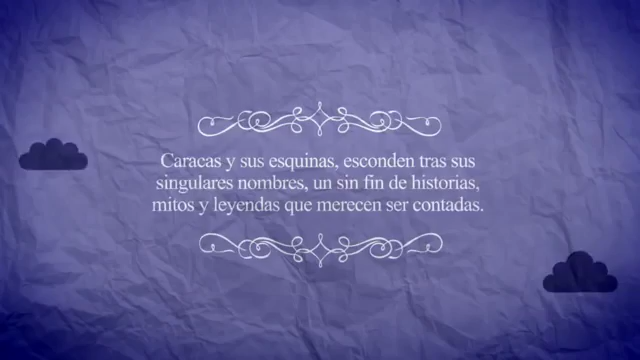 Caracas y sus esquinas, esconden tras sus
singulares nombres, un sin fin de historias,
mitos y leyendas que merecen ser contadas.